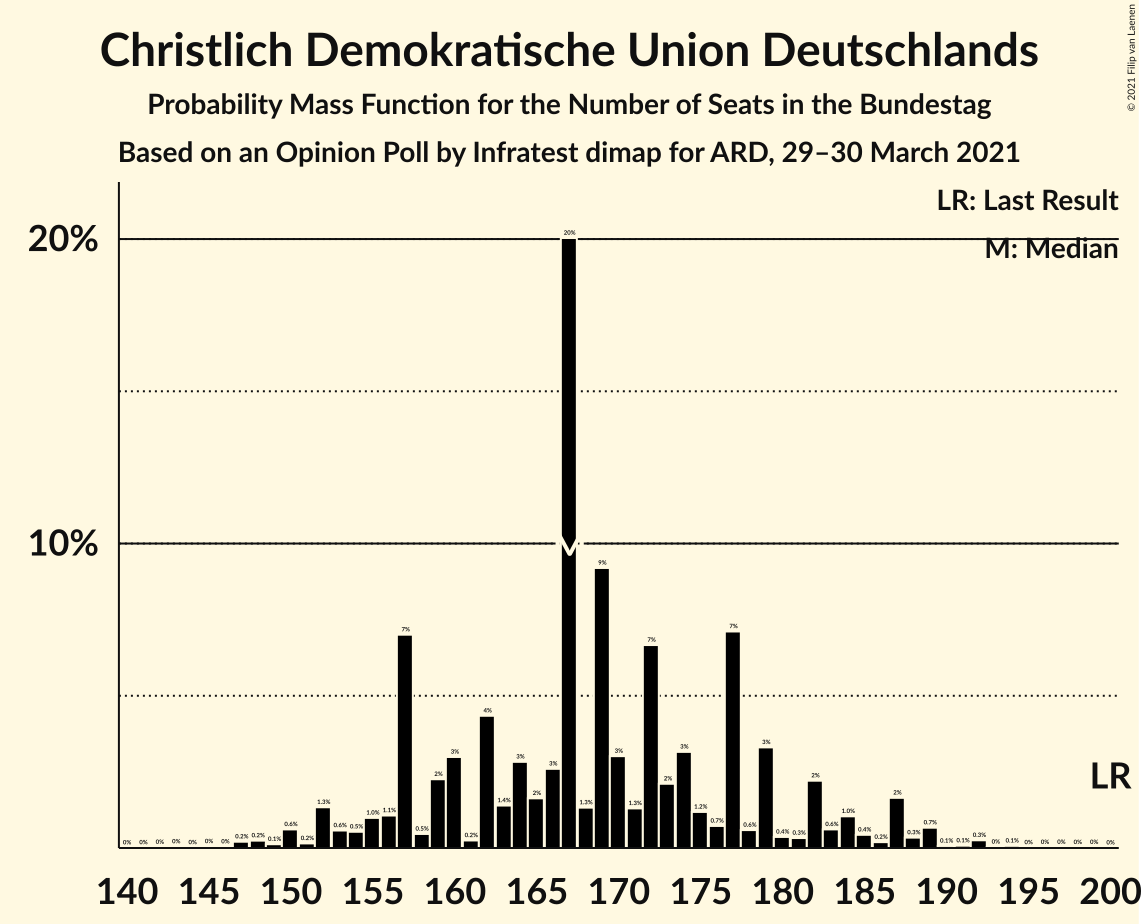 Christlich Demokratische Union Deutschlands
Probability Mass Function for the Number of Seats in the Bundestag
Based on an Opinion Poll by Infratest dimap for ARD, 29–30 March 2021
© 2021 Filip van Laenen
LR: Last Result
M: Median
20%
10%
0% 0% 0% 0% 0% 0% 0% 0.2% 0.2% 0.1% 0.6% 0.2% 1.3% 0.6% 0.5% 1.0% 1.1% 7% 0.5% 2% 3% 0.2% 4% 1.4% 3% 2% 3% 20% 1.3% 9% 3% 1.3% 7% 2% 3% 1.2% 0.7% 7% 0.6% 3% 0.4% 0.3% 2% 0.6% 1.0% 0.4% 0.2% 2% 0.3% 0.7% 0.1% 0.1% 0.3% 0% 0.1% 0% 0% 0% 0% 0% 0%
LR
140 145 150 155 160 165 170 175 180 185 190 195 200